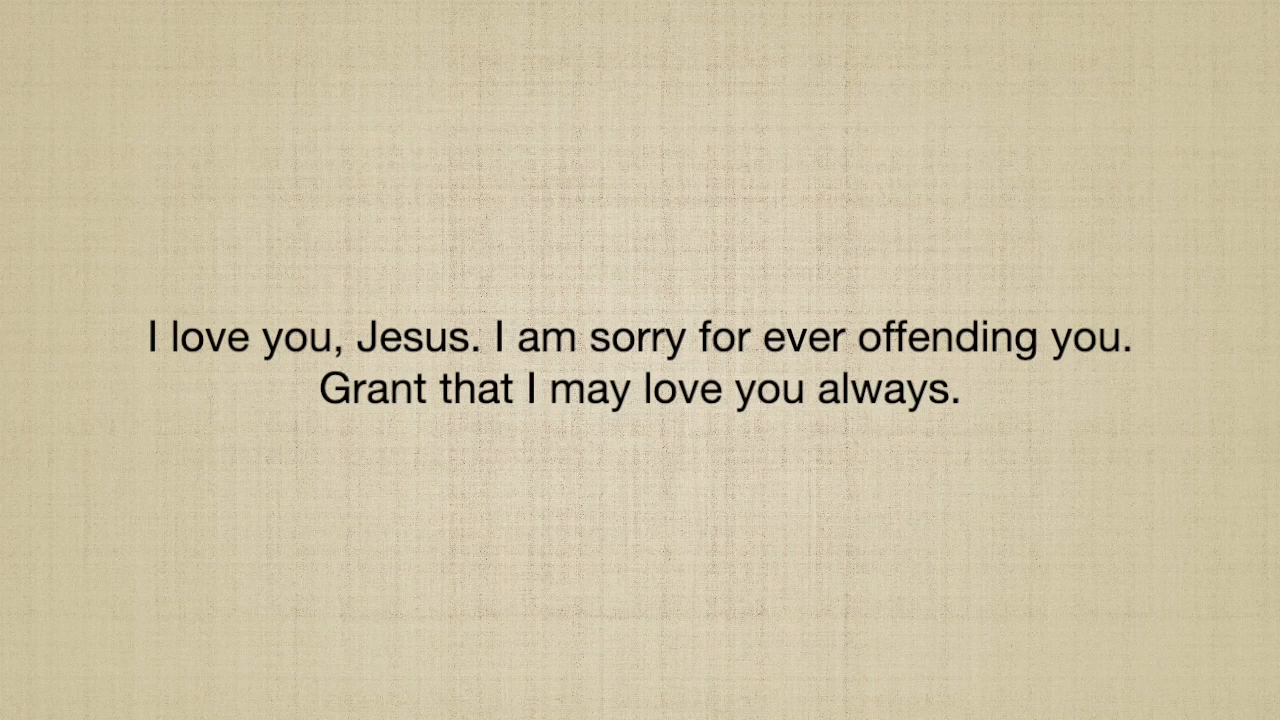 I love you, Jesus. I am sorry for ever offending you.
Grant that I may love you always.